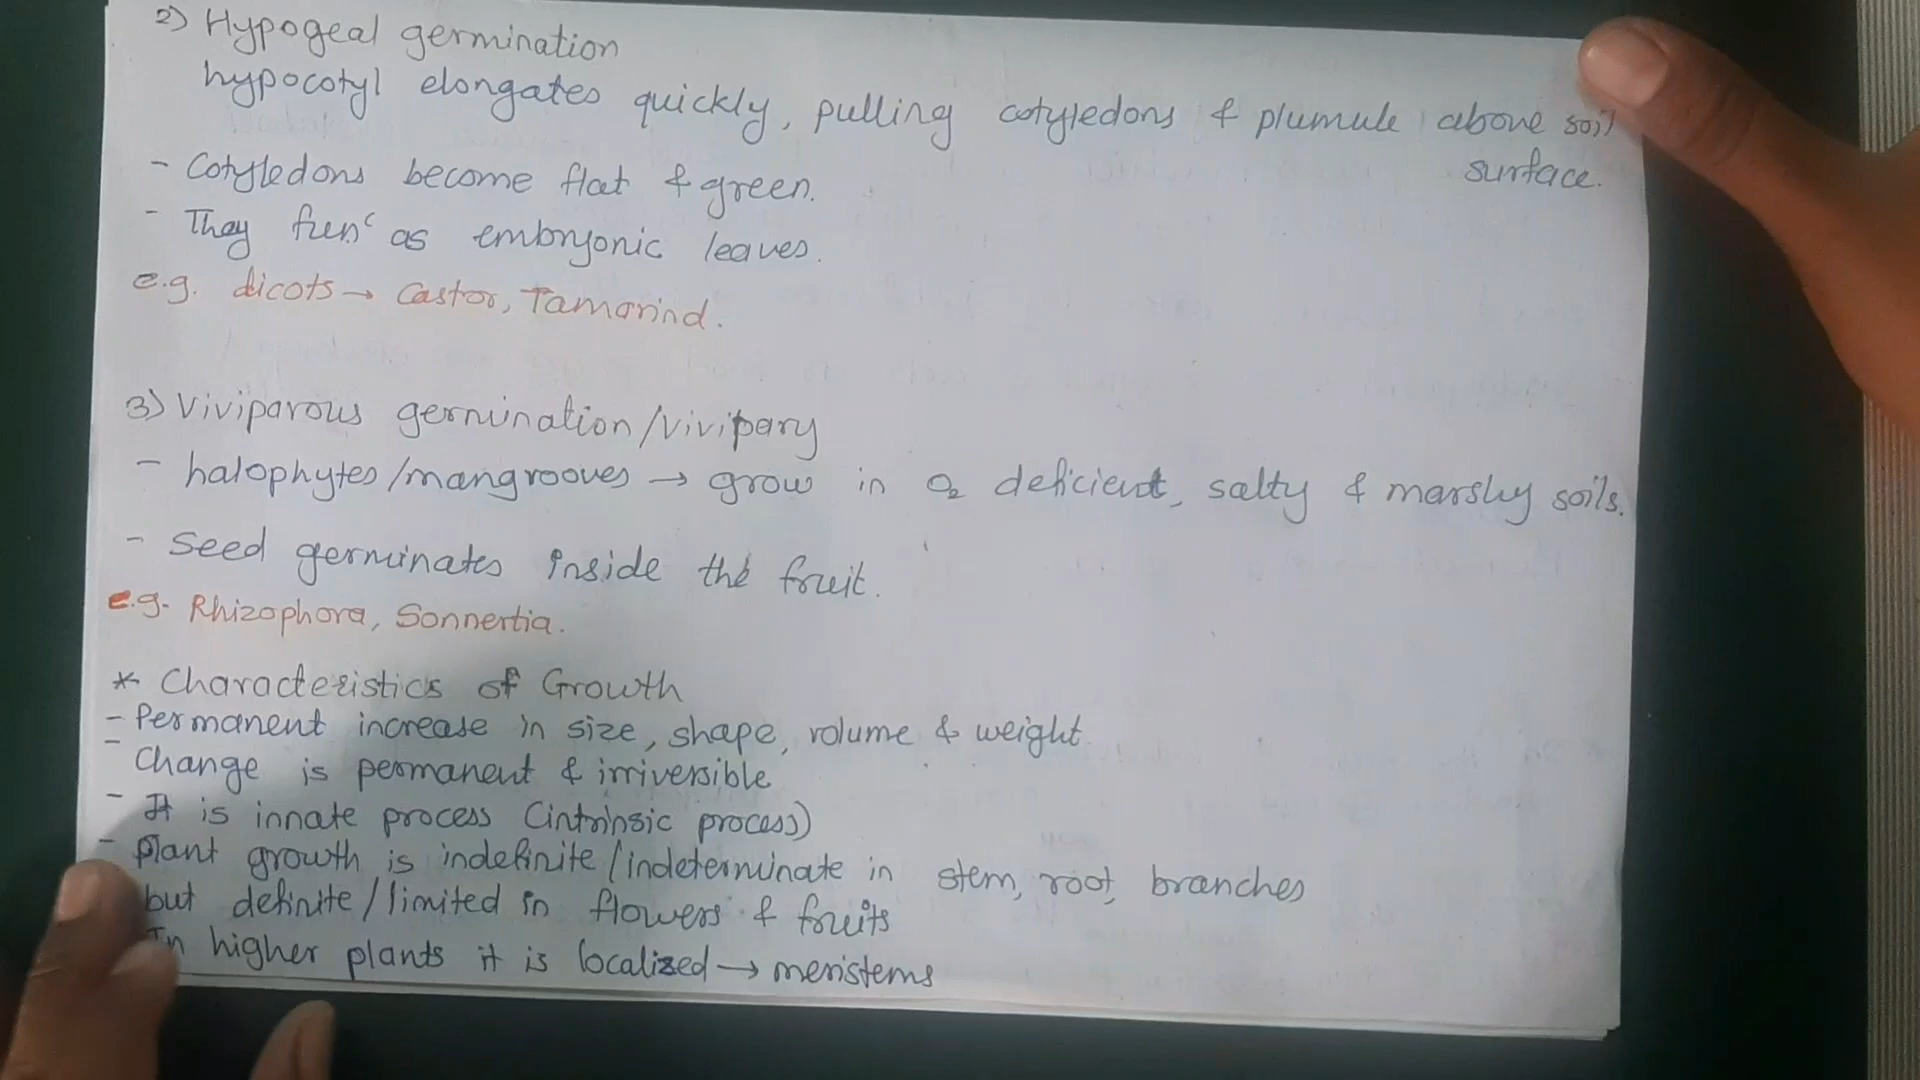 2) Hypogeal germination
hypocotyl elongates quickly, pulling cotyledons & plumule above soil
surface.
- Cotyledons become flat & green.
- They funⁿᶜ as embryonic leaves.
e.g. dicots → Castor, Tamarind.
3) Viviparous germination/vivipary
- halophytes/mangrooves → grow in O₂ deficient, salty & marshy soils.
- Seed germinates inside the fruit.
e.g. Rhizophora, Sonnertia.
* Characteristics of Growth
- Permanent increase in size, shape, volume & weight.
- Change is permanent & irriversible
- It is innate process (intrinsic process)
- Plant growth is indefinite/indeterminate in stem, root, branches
but definite/limited in flowers & fruits
In higher plants it is localized → meristems